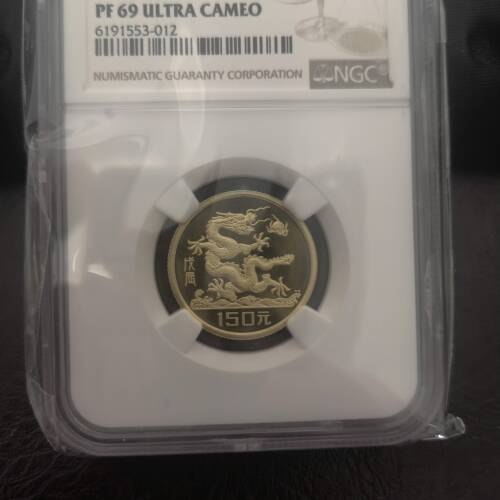 PF 69 ULTRA CAMEO
6191553-012
NUMISMATIC GUARANTY CORPORATION
NGC®
戊辰
150元